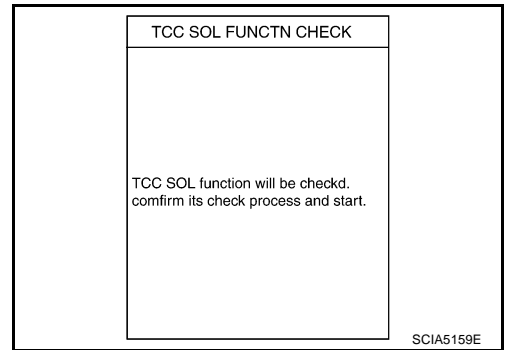 TCC SOL FUNCTN CHECK
TCC SOL function will be checkd.
comfirm its check process and start.
SCIA5159E